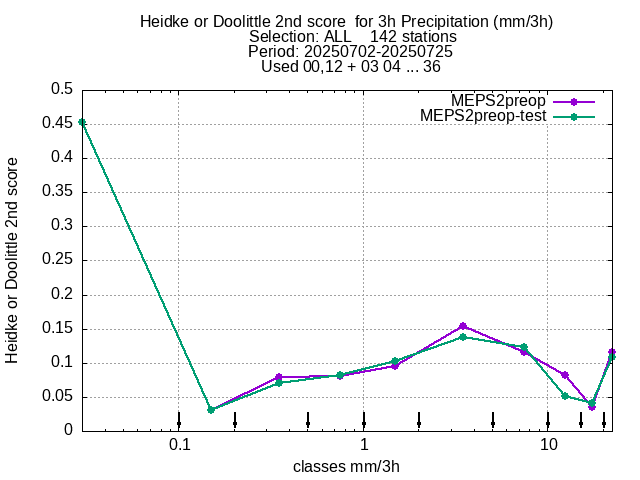 Heidke or Doolittle 2nd score  for 3h Precipitation (mm/3h)
Selection: ALL    142 stations
Period: 20250702-20250725
Used 00,12 + 03 04 ... 36
MEPS2preop
MEPS2preop-test
0.5
0.45
0.4
0.35
0.3
0.25
0.2
0.15
0.1
0.05
0
Heidke or Doolittle 2nd score
0.1 1 10
classes mm/3h